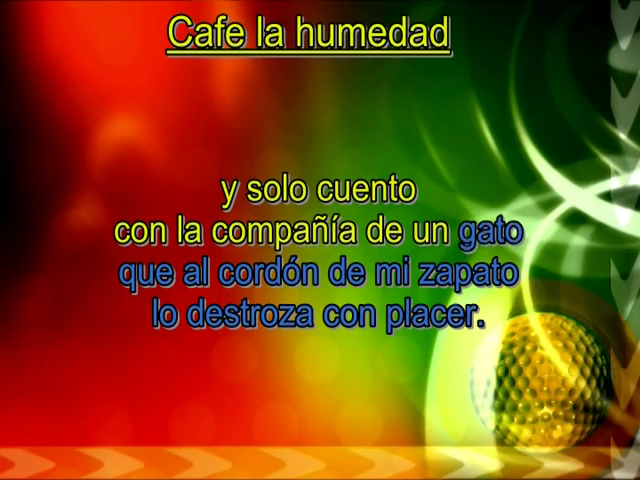 Cafe la humedad
y solo cuento
con la compañía de un gato
que al cordón de mi zapato
lo destroza con placer.